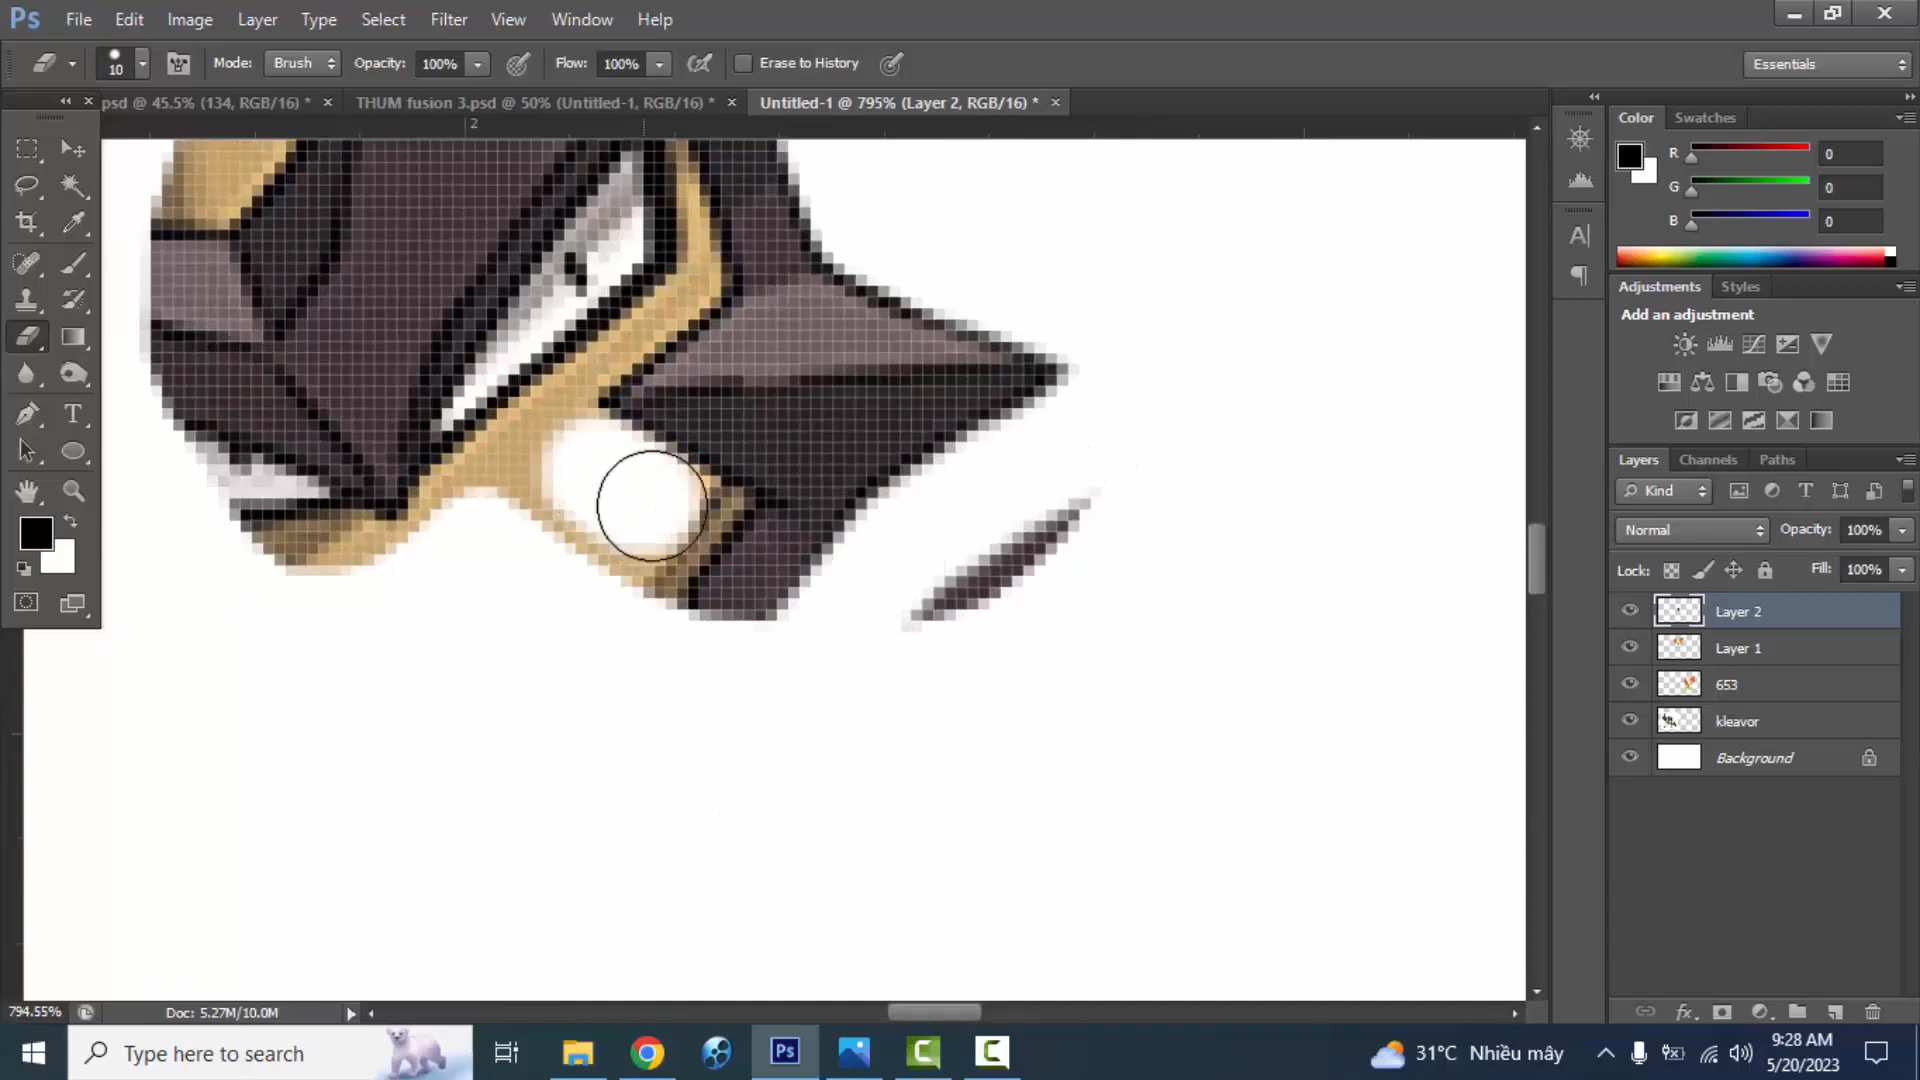 Ps File Edit Image Layer Type Select Filter View Window Help
10 Mode: Brush Opacity: 100% Flow: 100% Erase to History Essentials
psd @ 45.5% (134, RGB/16) * THUM fusion 3.psd @ 50% (Untitled-1, RGB/16) * Untitled-1 @ 795% (Layer 2, RGB/16) *
2
Color Swatches
R 0
G 0
B 0
Adjustments Styles
Add an adjustment
Layers Channels Paths
Kind
Normal Opacity: 100%
Lock: Fill: 100%
Layer 2
Layer 1
653
kleavor
Background
794.55% Doc: 5.27M/10.0M
Type here to search
31°C Nhiều mây
9:28 AM
5/20/2023